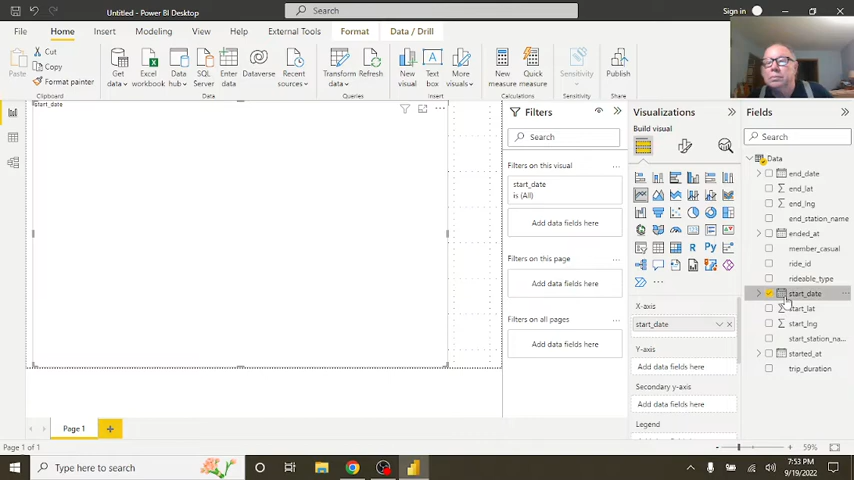 Untitled - Power BI Desktop
Search
Sign in
File
Home
Insert
Modeling
View
Help
External Tools
Format
Data / Drill
Paste
Cut
Copy
Format painter
Clipboard
Get data
Excel workbook
Data hub
SQL Server
Enter data
Dataverse
Recent sources
Data
Transform data
Refresh
Queries
New visual
Text box
More visuals
Insert
New measure
Quick measure
Calculations
Sensitivity
Sensitivity
Publish
Share
start_date
Filters
Search
Filters on this visual
...
start_date
is (All)
Add data fields here
Filters on this page
...
Add data fields here
Filters on all pages
...
Add data fields here
Visualizations
Build visual
R
Py
...
X-axis
start_date
Y-axis
Add data fields here
Secondary y-axis
Add data fields here
Legend
Fields
Search
Data
end_date
end_lat
end_lng
end_station_name
ended_at
member_casual
ride_id
rideable_type
start_date
start_lat
start_lng
start_station_na...
started_at
trip_duration
Page 1
Page 1 of 1
59%
Type here to search
7:53 PM
9/19/2022